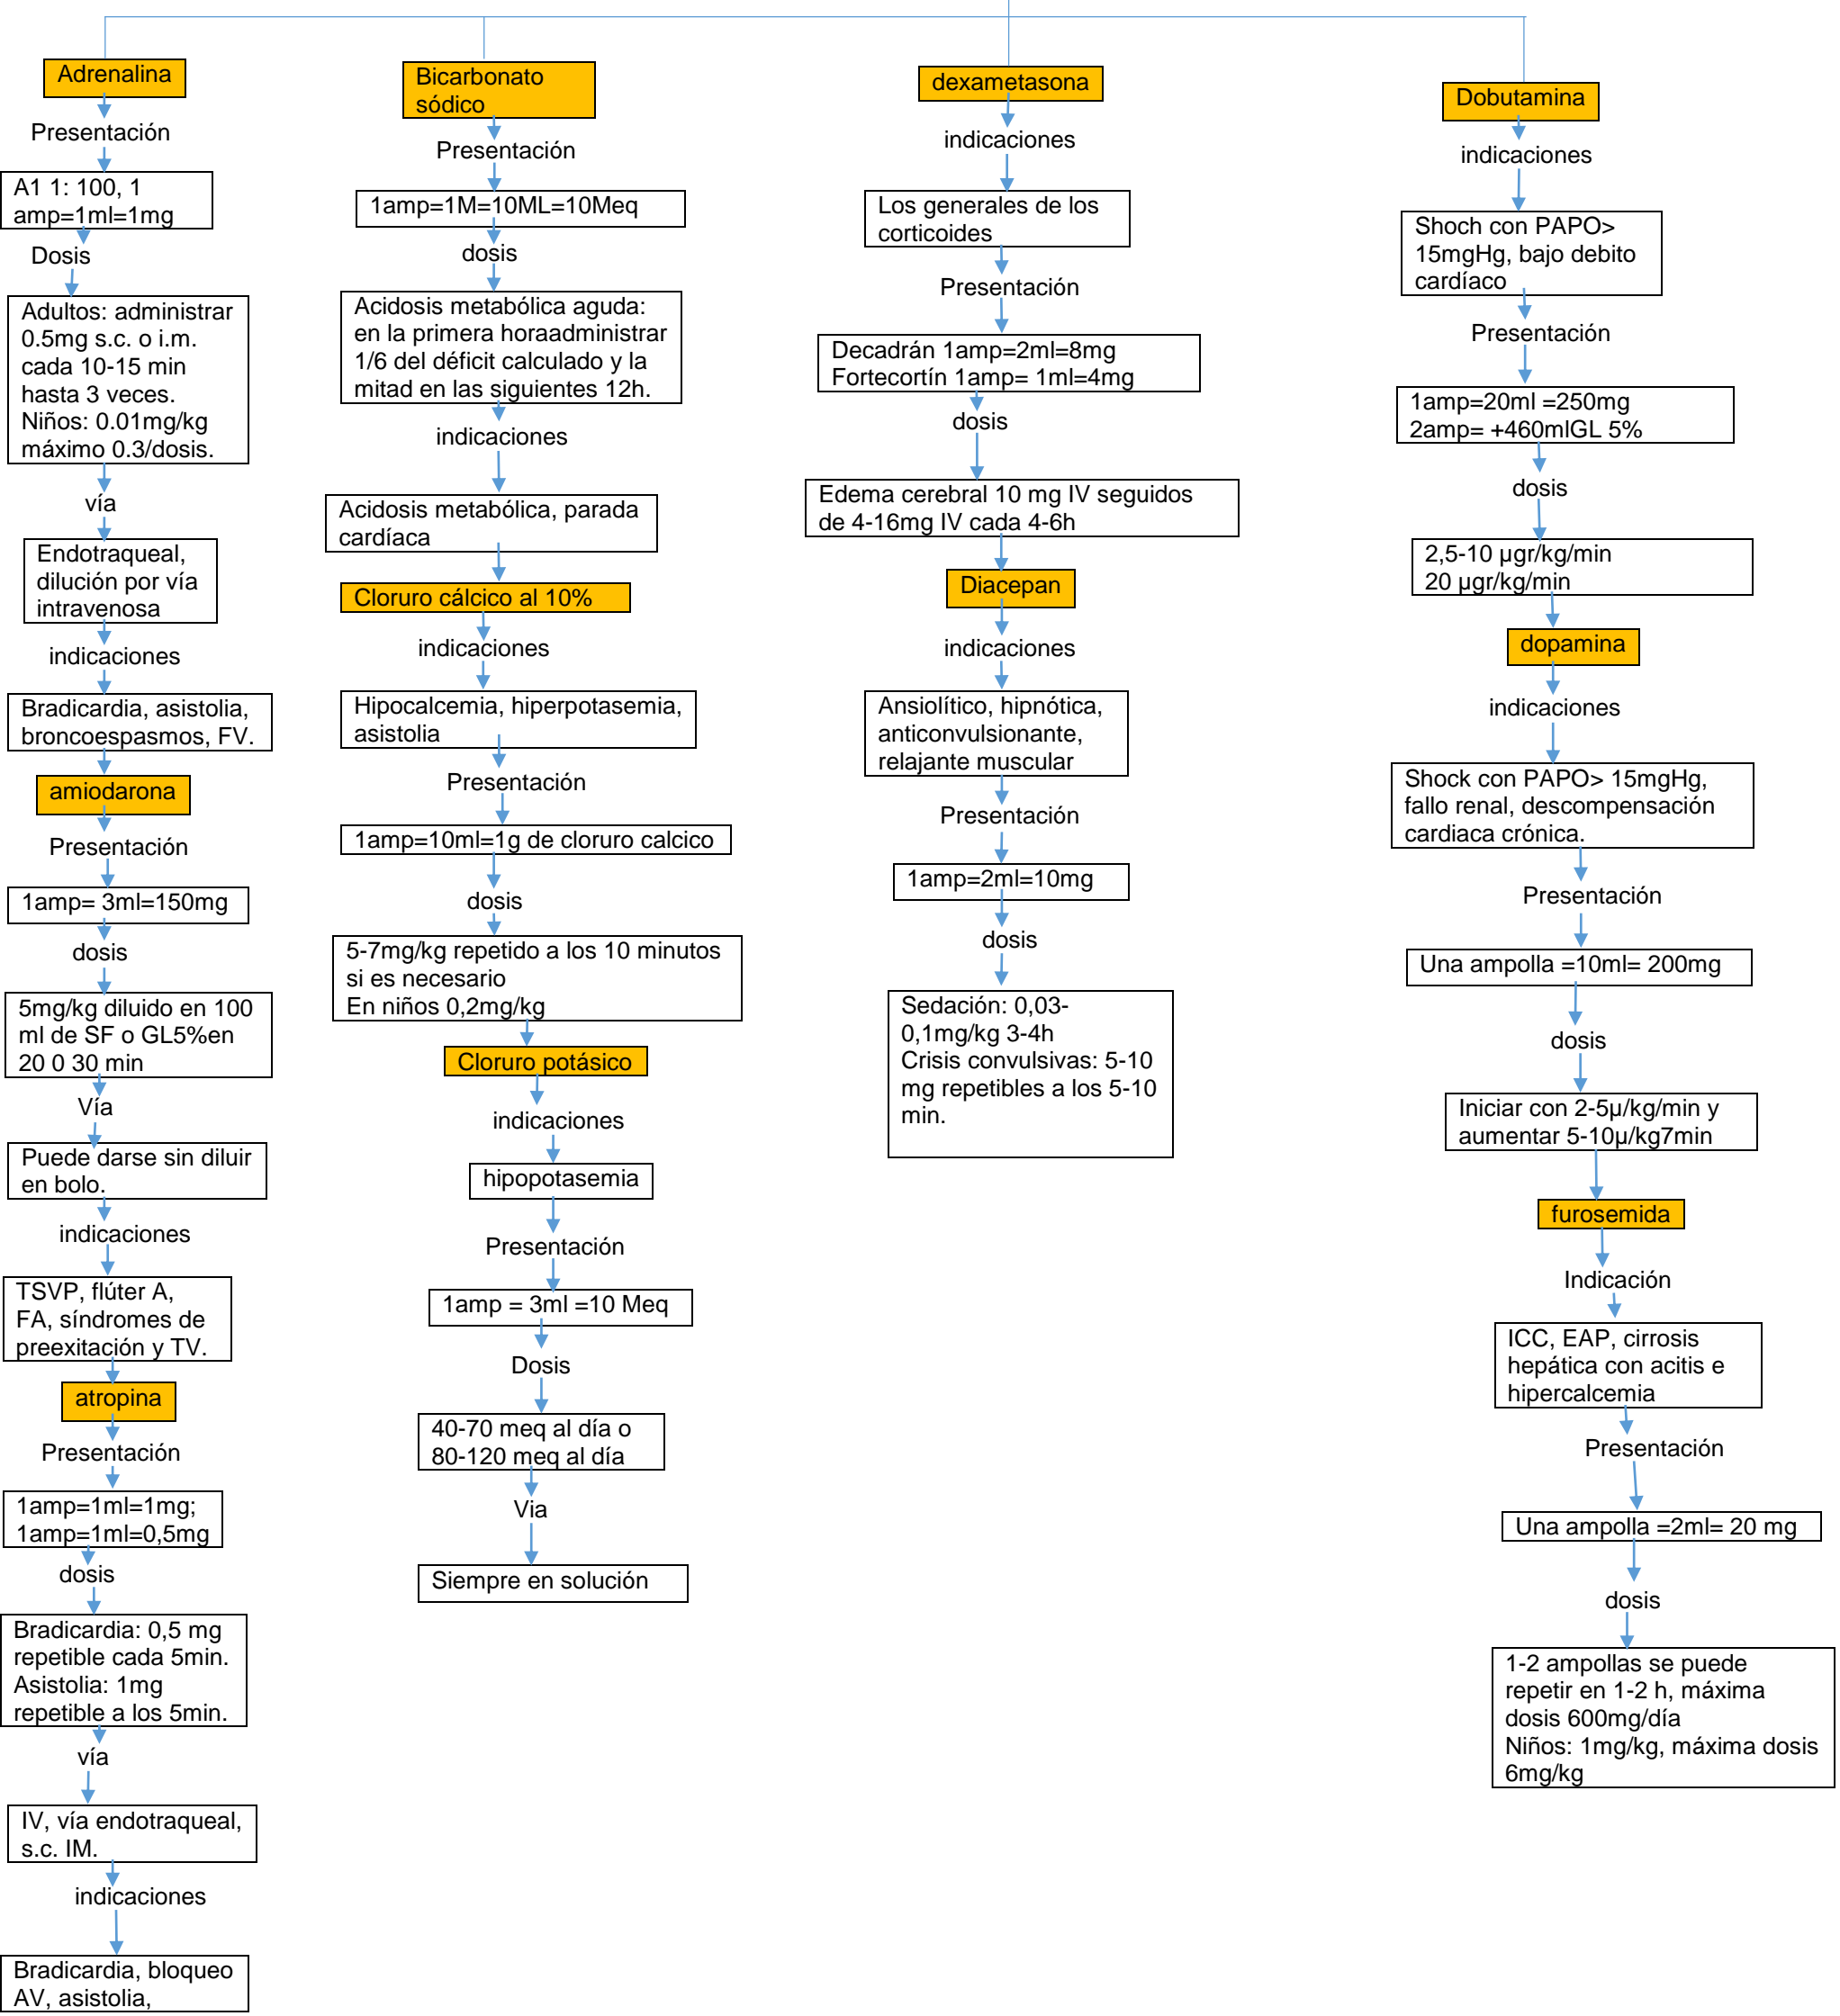 Adrenalina
Presentación
A1 1: 100, 1
amp=1ml=1mg
Dosis
Adultos: administrar
0.5mg s.c. o i.m.
cada 10-15 min
hasta 3 veces.
Niños: 0.01mg/kg
máximo 0.3/dosis.
vía
Endotraqueal,
dilución por vía
intravenosa
indicaciones
Bradicardia, asistolia,
broncoespasmos, FV.
amiodarona
Presentación
1amp= 3ml=150mg
dosis
5mg/kg diluido en 100
ml de SF o GL5%en
20 0 30 min
Vía
Puede darse sin diluir
en bolo.
indicaciones
TSVP, flúter A,
FA, síndromes de
preexitación y TV.
atropina
Presentación
1amp=1ml=1mg;
1amp=1ml=0,5mg
dosis
Bradicardia: 0,5 mg
repetible cada 5min.
Asistolia: 1mg
repetible a los 5min.
vía
IV, vía endotraqueal,
s.c. IM.
indicaciones
Bradicardia, bloqueo
AV, asistolia,
Bicarbonato
sódico
Presentación
1amp=1M=10ML=10Meq
dosis
Acidosis metabólica aguda:
en la primera horaadministrar
1/6 del déficit calculado y la
mitad en las siguientes 12h.
indicaciones
Acidosis metabólica, parada
cardíaca
Cloruro cálcico al 10%
indicaciones
Hipocalcemia, hiperpotasemia,
asistolia
Presentación
1amp=10ml=1g de cloruro calcico
dosis
5-7mg/kg repetido a los 10 minutos
si es necesario
En niños 0,2mg/kg
Cloruro potásico
indicaciones
hipopotasemia
Presentación
1amp = 3ml =10 Meq
Dosis
40-70 meq al día o
80-120 meq al día
Via
Siempre en solución
dexametasona
indicaciones
Los generales de los
corticoides
Presentación
Decadrán 1amp=2ml=8mg
Fortecortín 1amp= 1ml=4mg
dosis
Edema cerebral 10 mg IV seguidos
de 4-16mg IV cada 4-6h
Diacepan
indicaciones
Ansiolítico, hipnótica,
anticonvulsionante,
relajante muscular
Presentación
1amp=2ml=10mg
dosis
Sedación: 0,03-
0,1mg/kg 3-4h
Crisis convulsivas: 5-10
mg repetibles a los 5-10
min.
Dobutamina
indicaciones
Shoch con PAPO>
15mgHg, bajo debito
cardíaco
Presentación
1amp=20ml =250mg
2amp= +460mlGL 5%
dosis
2,5-10 µgr/kg/min
20 µgr/kg/min
dopamina
indicaciones
Shock con PAPO> 15mgHg,
fallo renal, descompensación
cardiaca crónica.
Presentación
Una ampolla =10ml= 200mg
dosis
Iniciar con 2-5µ/kg/min y
aumentar 5-10µ/kg7min
furosemida
Indicación
ICC, EAP, cirrosis
hepática con acitis e
hipercalcemia
Presentación
Una ampolla =2ml= 20 mg
dosis
1-2 ampollas se puede
repetir en 1-2 h, máxima
dosis 600mg/día
Niños: 1mg/kg, máxima dosis
6mg/kg